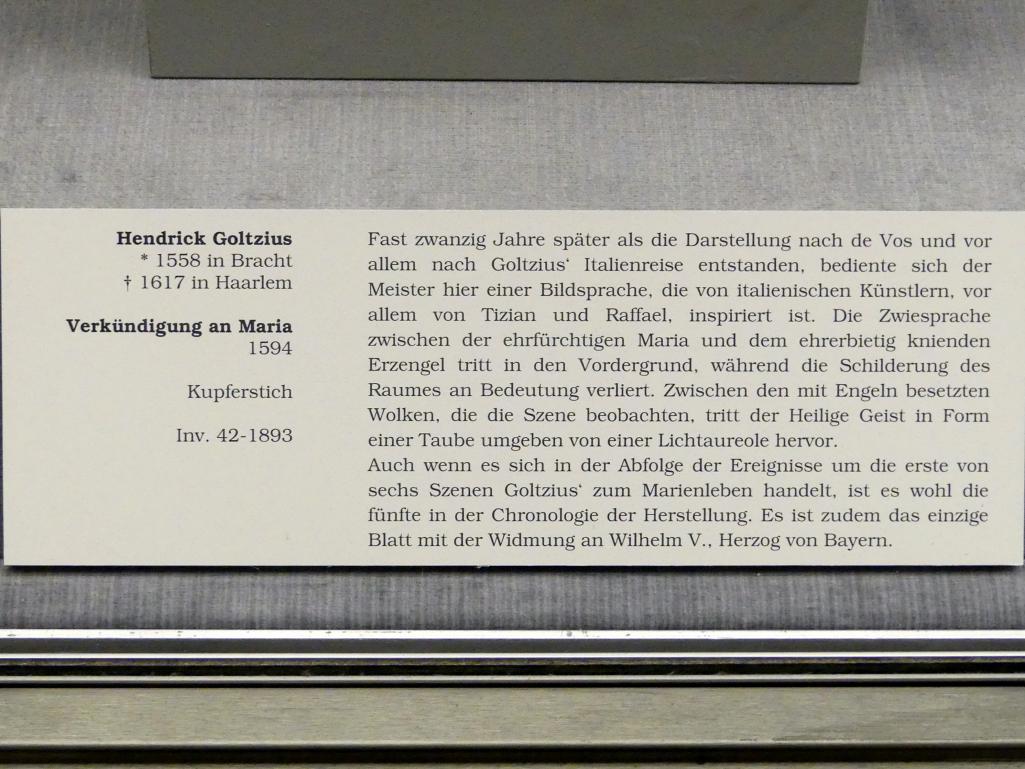 Hendrick Goltzius
* 1558 in Bracht
† 1617 in Haarlem
Verkündigung an Maria
1594
Kupferstich
Inv. 42-1893
Fast zwanzig Jahre später als die Darstellung nach de Vos und vor
allem nach Goltzius‘ Italienreise entstanden, bediente sich der
Meister hier einer Bildsprache, die von italienischen Künstlern, vor
allem von Tizian und Raffael, inspiriert ist. Die Zwiesprache
zwischen der ehrfürchtigen Maria und dem ehrerbietig knienden
Erzengel tritt in den Vordergrund, während die Schilderung des
Raumes an Bedeutung verliert. Zwischen den mit Engeln besetzten
Wolken, die die Szene beobachten, tritt der Heilige Geist in Form
einer Taube umgeben von einer Lichtaureole hervor.
Auch wenn es sich in der Abfolge der Ereignisse um die erste von
sechs Szenen Goltzius‘ zum Marienleben handelt, ist es wohl die
fünfte in der Chronologie der Herstellung. Es ist zudem das einzige
Blatt mit der Widmung an Wilhelm V., Herzog von Bayern.